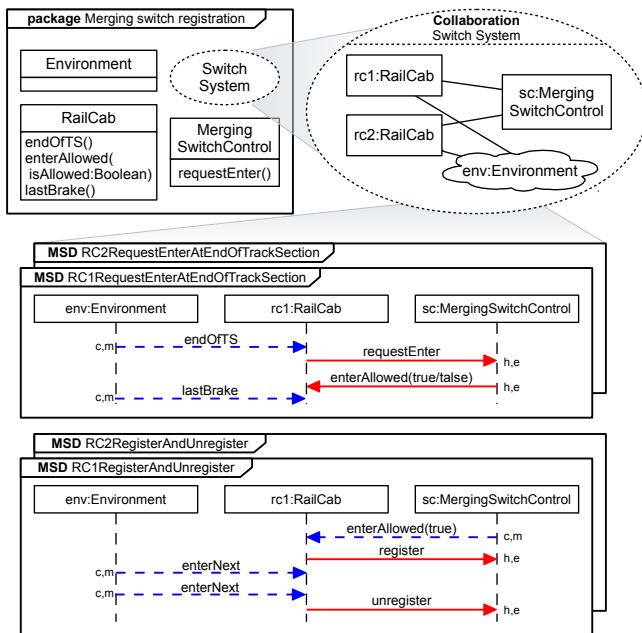 package Merging switch registration
Environment
Switch
System
RailCab
endOfTS()
enterAllowed(
isAllowed:Boolean)
lastBrake()
Merging
SwitchControl
requestEnter()
Collaboration
Switch System
rc1:RailCab
sc:Merging
SwitchControl
rc2:RailCab
env:Environment
MSD RC2RequestEnterAtEndOfTrackSection
MSD RC1RequestEnterAtEndOfTrackSection
env:Environment rc1:RailCab sc:MergingSwitchControl
c,m endOfTS
requestEnter h,e
enterAllowed(true/talse) h,e
c,m lastBrake
MSD RC2RegisterAndUnregister
MSD RC1RegisterAndUnregister
env:Environment rc1:RailCab sc:MergingSwitchControl
enterAllowed(true) c,m
register h,e
c,m enterNext
c,m enterNext
unregister h,e